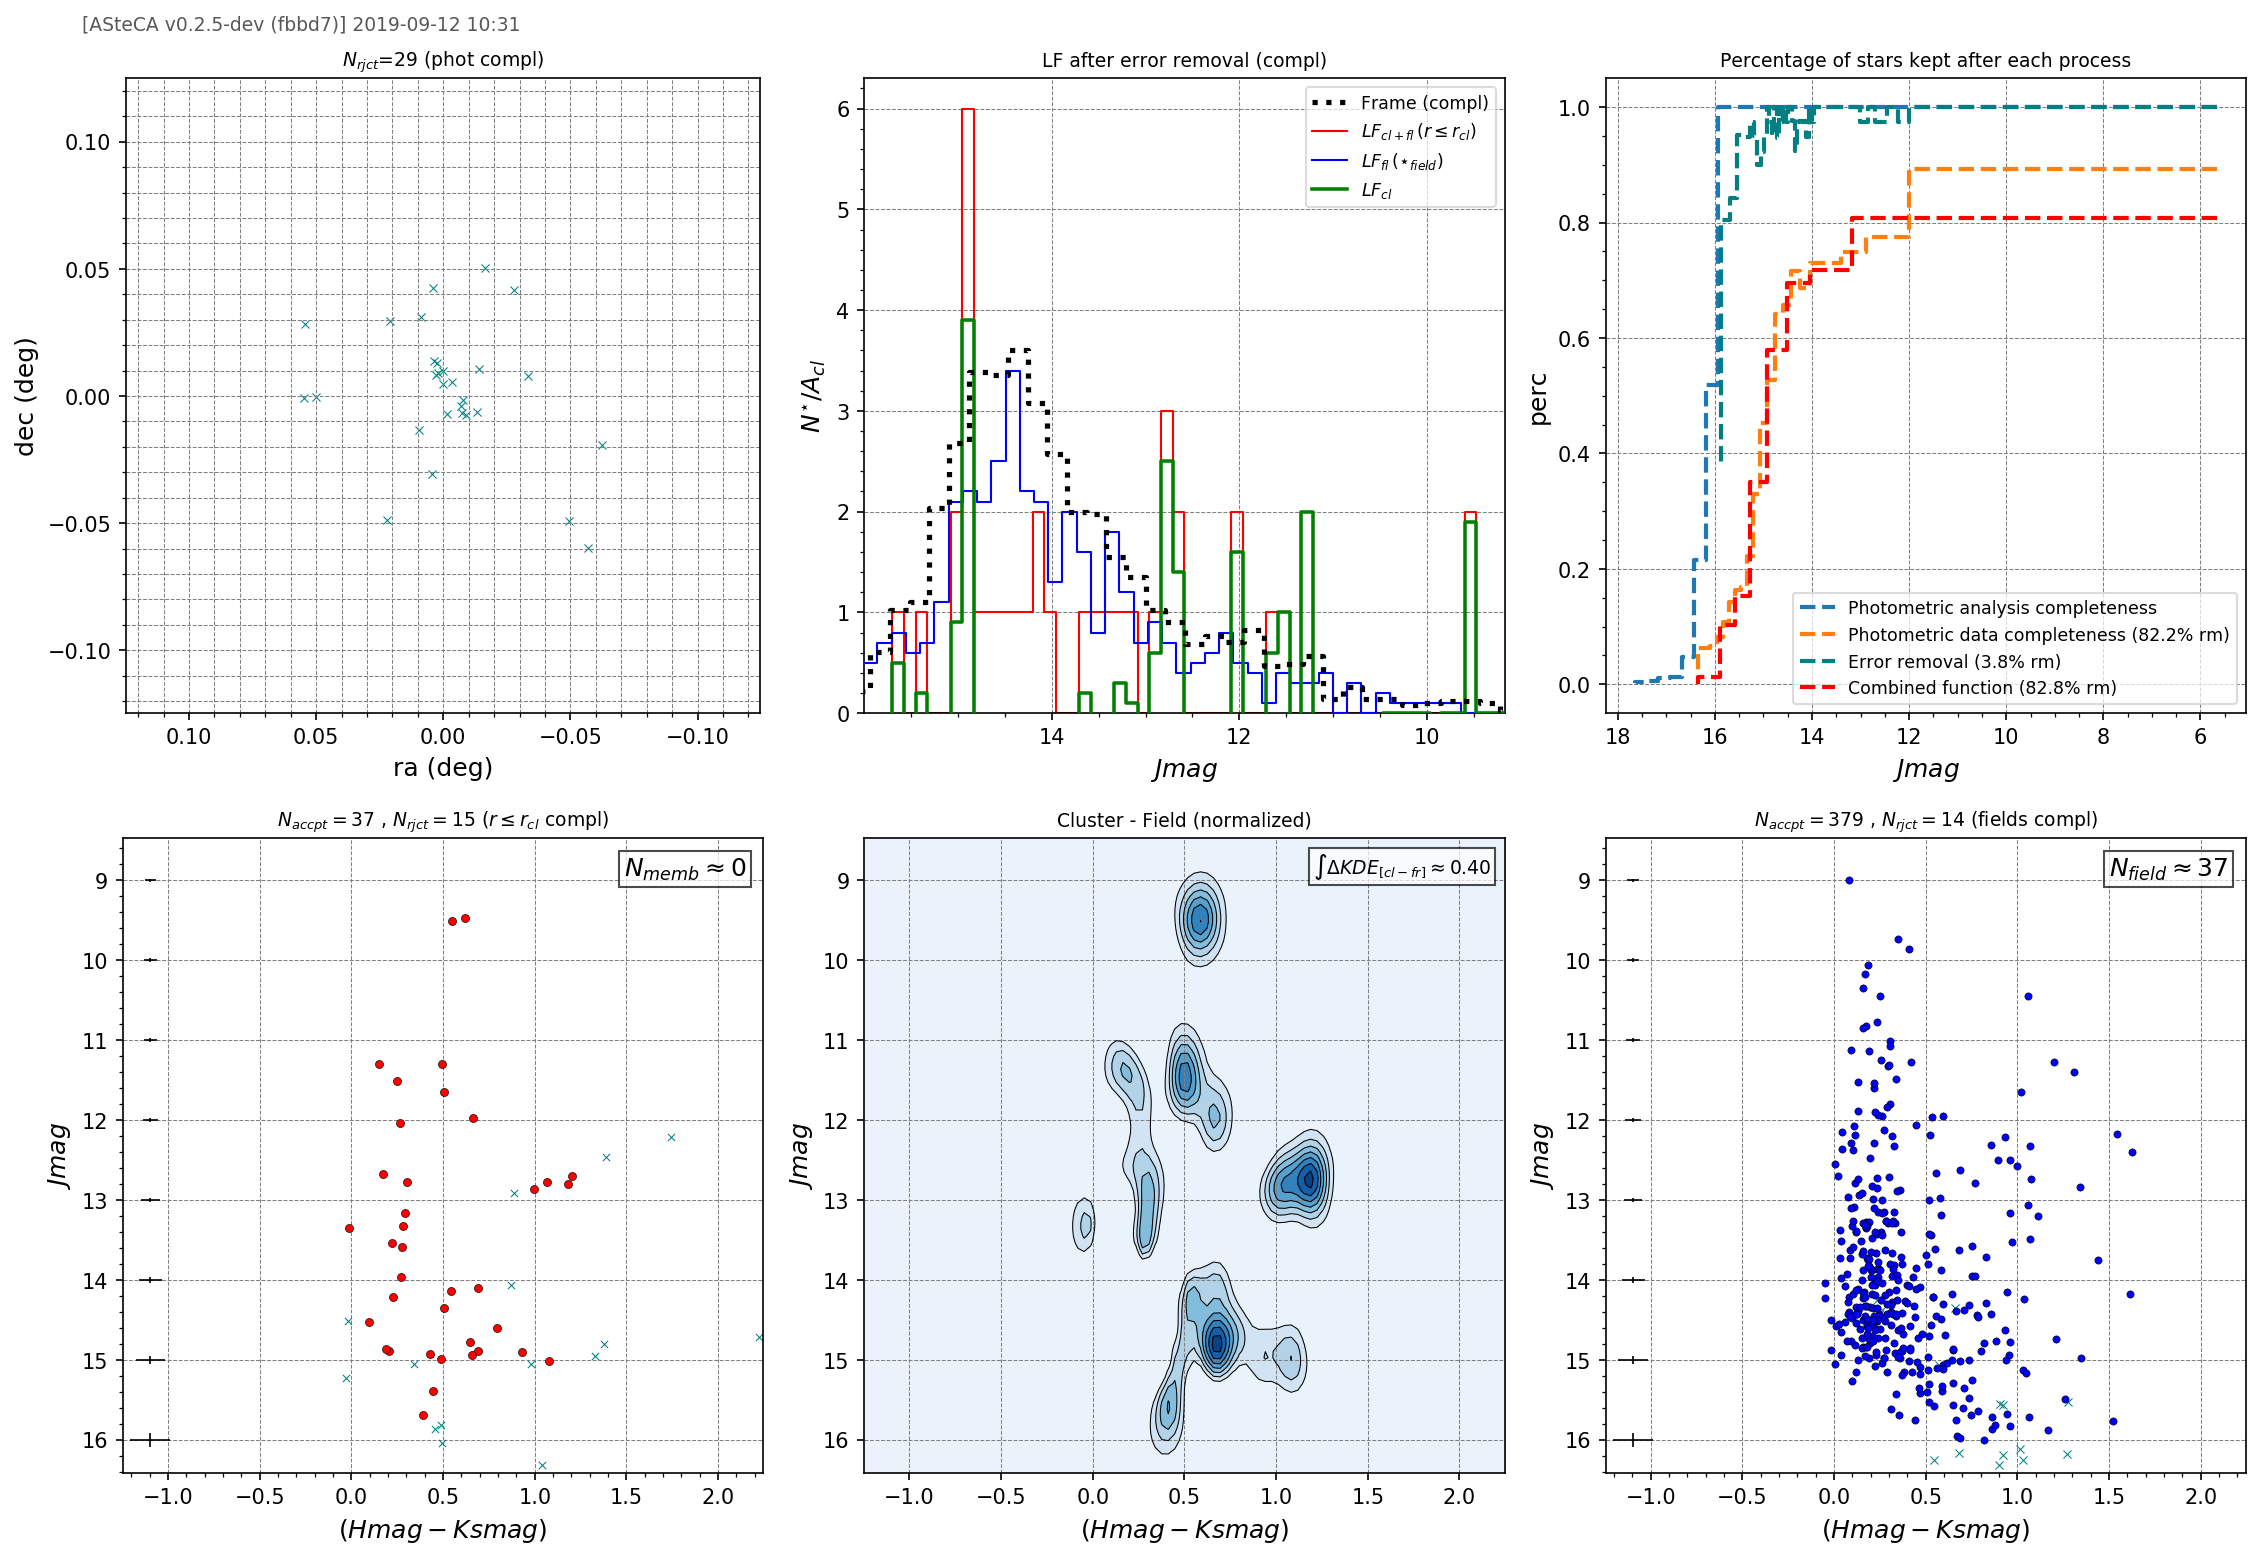 [ASteCA v0.2.5-dev (fbbd7)] 2019-09-12 10:31
N_rjct=29 (phot compl)
0.10
0.05
0.00
−0.05
−0.10
dec (deg)
0.10 0.05 0.00 −0.05 −0.10
ra (deg)
LF after error removal (compl)
Frame (compl)
LF_cl+fl (r ≤ r_cl)
LF_fl (⋆_field)
LF_cl
6
5
4
3
2
1
0
N⋆/A_cl
14 12 10
Jmag
Percentage of stars kept after each process
1.0
0.8
0.6
0.4
0.2
0.0
perc
Photometric analysis completeness
Photometric data completeness (82.2% rm)
Error removal (3.8% rm)
Combined function (82.8% rm)
18 16 14 12 10 8 6
Jmag
N_accpt = 37 , N_rjct = 15 (r ≤ r_cl compl)
N_memb ≈ 0
9
10
11
12
13
14
15
16
Jmag
−1.0 −0.5 0.0 0.5 1.0 1.5 2.0
(Hmag − Ksmag)
Cluster - Field (normalized)
∫ΔKDE_[cl−fr] ≈ 0.40
9
10
11
12
13
14
15
16
Jmag
−1.0 −0.5 0.0 0.5 1.0 1.5 2.0
(Hmag − Ksmag)
N_accpt = 379 , N_rjct = 14 (fields compl)
N_field ≈ 37
9
10
11
12
13
14
15
16
Jmag
−1.0 −0.5 0.0 0.5 1.0 1.5 2.0
(Hmag − Ksmag)